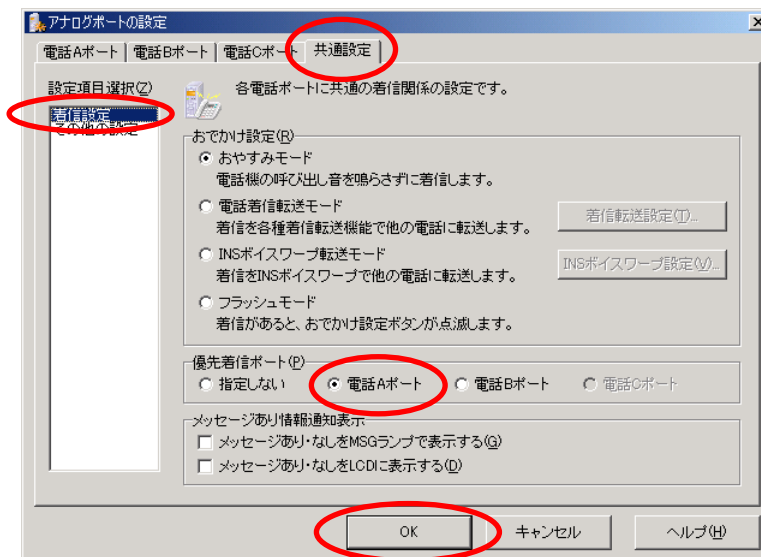 アナログポートの設定
電話Aポート 電話Bポート 電話Cポート 共通設定
設定項目選択(Z)
着信設定
その他の設定
各電話ポートに共通の着信関係の設定です。
おでかけ設定(R)
おやすみモード
電話機の呼び出し音を鳴らさずに着信します。
電話着信転送モード
着信を各種着信転送機能で他の電話に転送します。
着信転送設定(T)...
INSボイスワープ転送モード
着信をINSボイスワープで他の電話に転送します。
INSボイスワープ設定(V)...
フラッシュモード
着信があると、おでかけ設定ボタンが点滅します。
優先着信ポート(P)
指定しない 電話Aポート 電話Bポート 電話Cポート
メッセージあり情報通知表示
メッセージあり・なしをMSGランプで表示する(G)
メッセージあり・なしをLCDに表示する(D)
OK キャンセル ヘルプ(H)